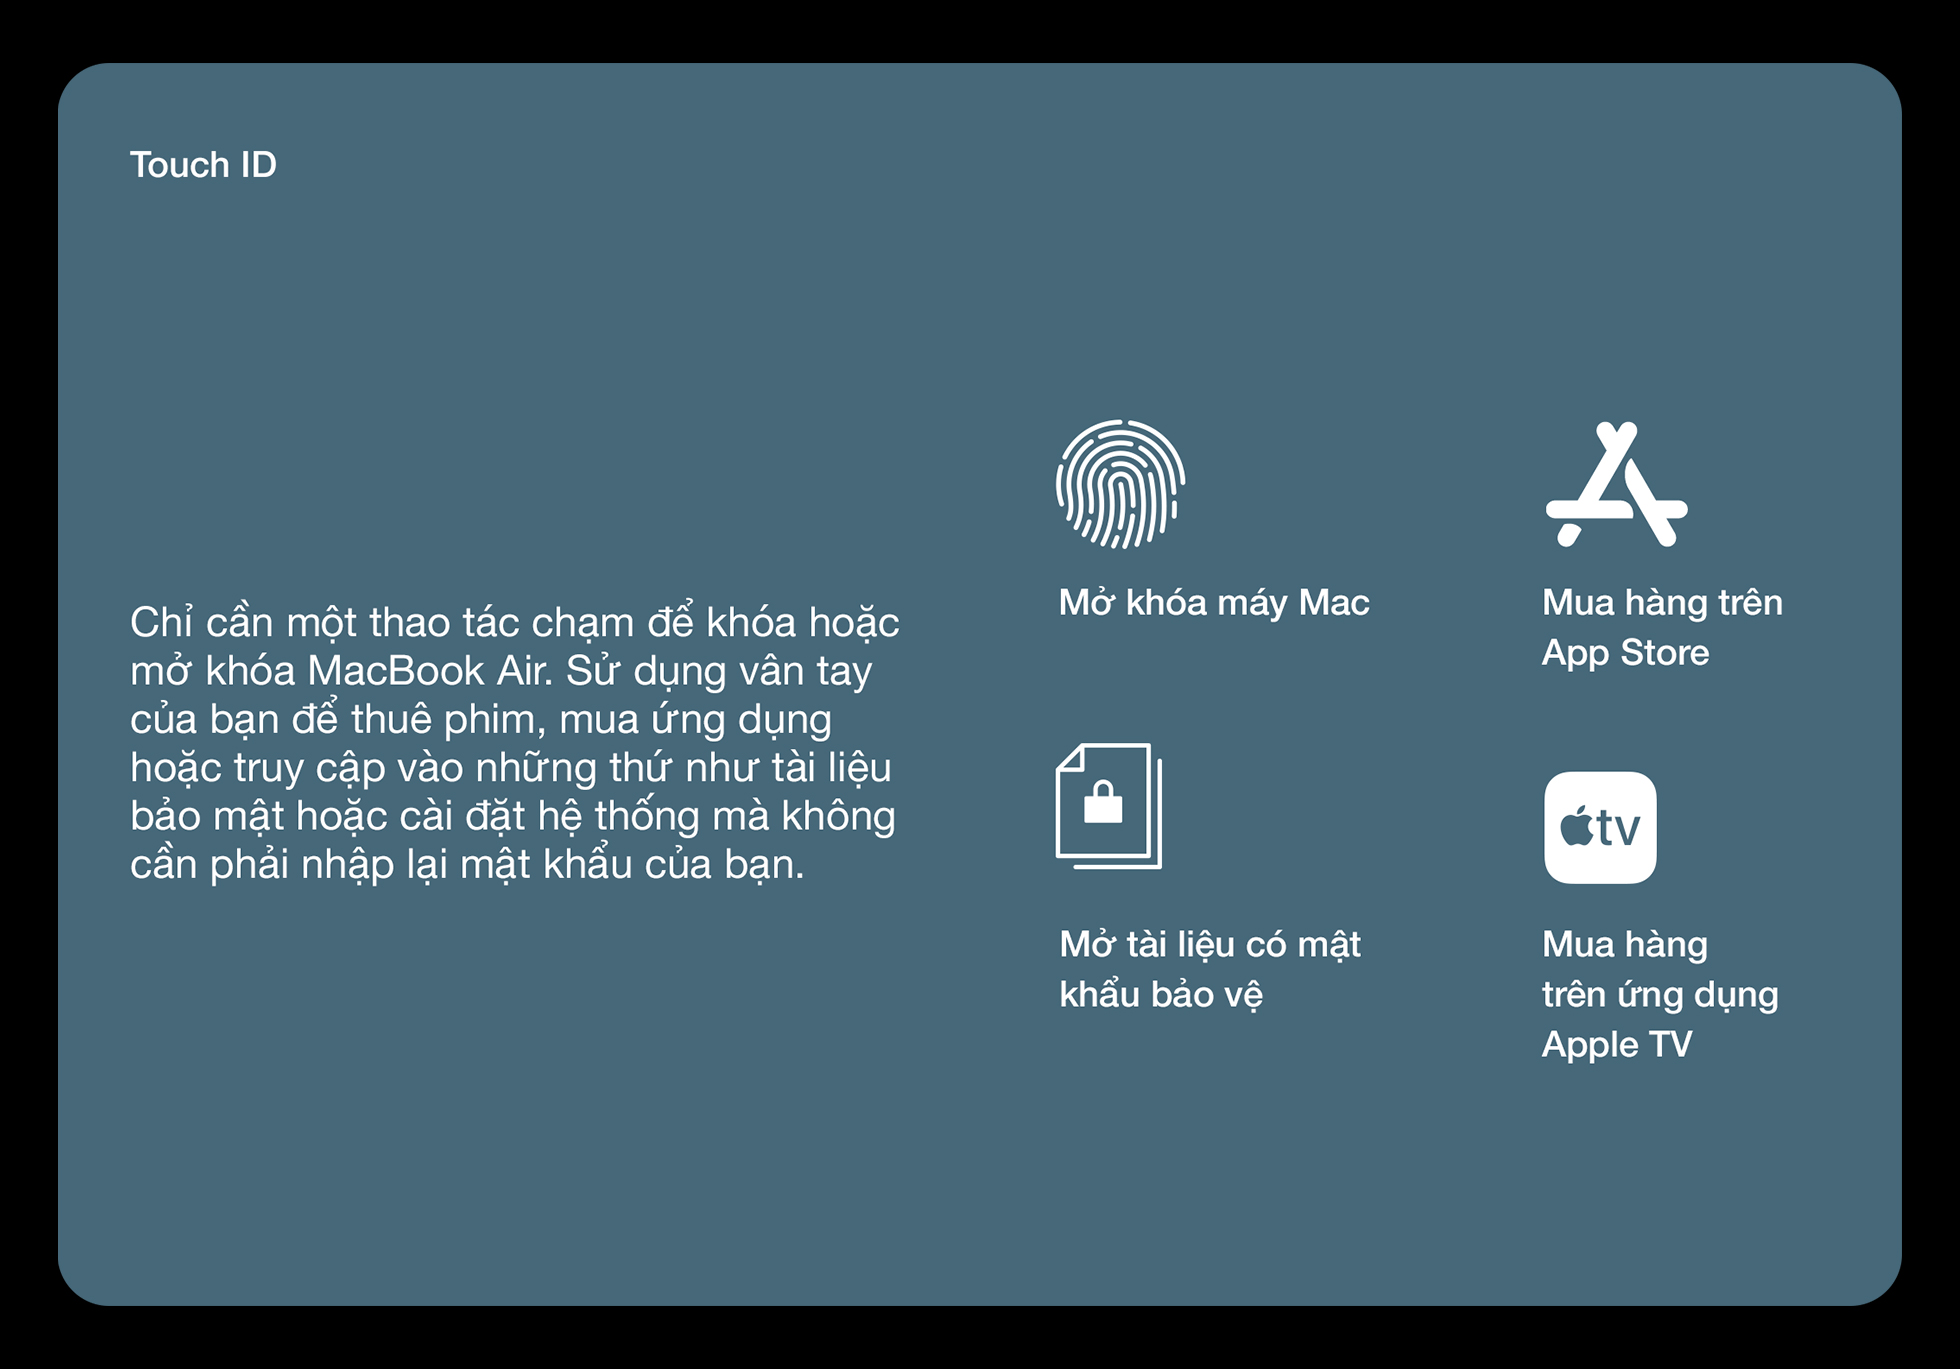 Touch ID
Chỉ cần một thao tác chạm để khóa hoặc
mở khóa MacBook Air. Sử dụng vân tay
của bạn để thuê phim, mua ứng dụng
hoặc truy cập vào những thứ như tài liệu
bảo mật hoặc cài đặt hệ thống mà không
cần phải nhập lại mật khẩu của bạn.
Mở khóa máy Mac
Mua hàng trên
App Store
tv
Mở tài liệu có mật
khẩu bảo vệ
Mua hàng
trên ứng dụng
Apple TV